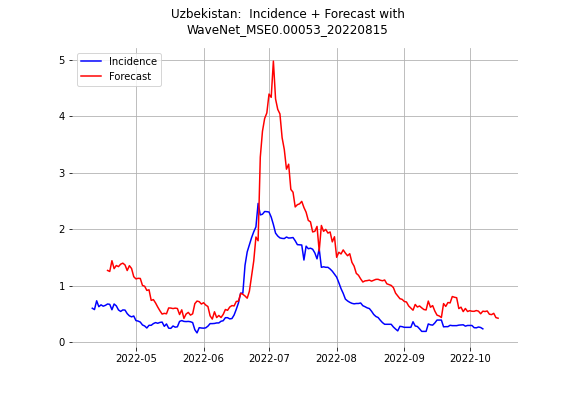 Uzbekistan:  Incidence + Forecast with
WaveNet_MSE0.00053_20220815
Incidence
Forecast
5
4
3
2
1
0
2022-05 2022-06 2022-07 2022-08 2022-09 2022-10